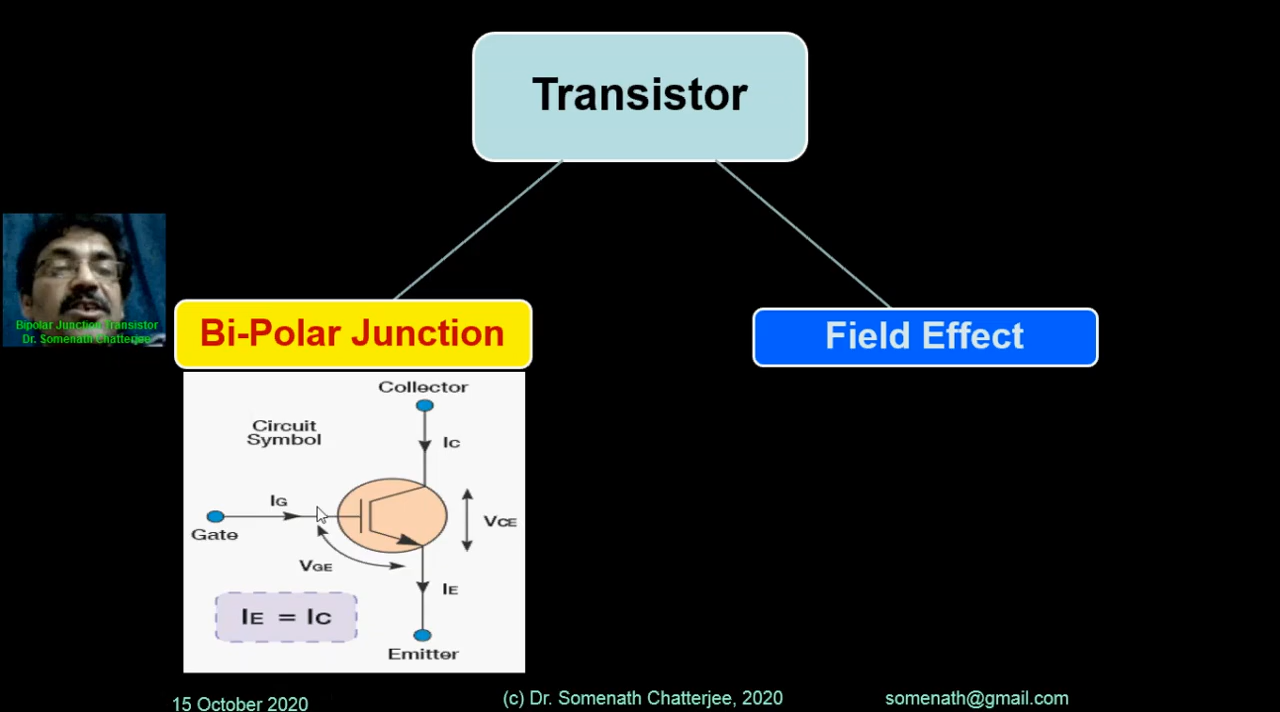 Transistor
Bipolar Junction Transistor
Dr. Somenath Chatterjee
Bi-Polar Junction
Field Effect
Collector
Circuit
Symbol
IC
IG
Gate
VCE
VGE
IE
IE = IC
Emitter
15 October 2020
(c) Dr. Somenath Chatterjee, 2020
somenath@gmail.com